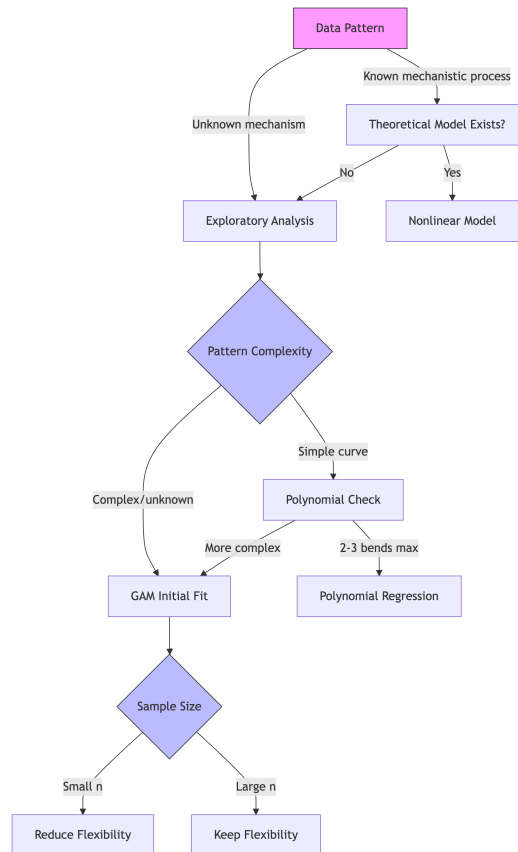 Data Pattern
Known mechanistic process
Unknown mechanism
Theoretical Model Exists?
No
Yes
Exploratory Analysis
Nonlinear Model
Pattern Complexity
Simple curve
Complex/unknown
Polynomial Check
More complex
2-3 bends max
GAM Initial Fit
Polynomial Regression
Sample Size
Small n
Large n
Reduce Flexibility
Keep Flexibility